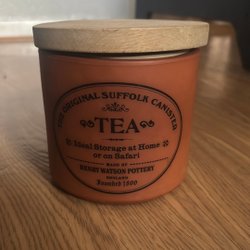 THE ORIGINAL SUFFOLK CANISTER
TEA
Ideal Storage at Home
or on Safari
MADE BY
HENRY WATSON POTTERY
ENGLAND
Founded 1800